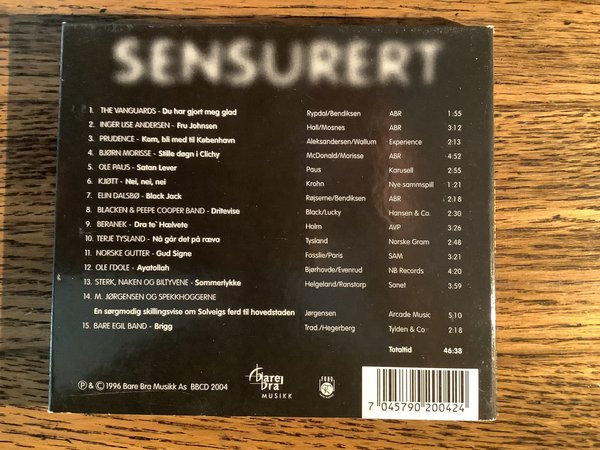 SENSURERT
1. THE VANGUARDS - Du har gjort meg glad Rypdal/Bendiksen ABR 1:55
2. INGER LISE ANDERSEN - Fru Johnsen Hall/Mosnes ABR 3:12
3. PRUDENCE - Kom, bli med til København Aleksandersen/Wallum Experience 2:13
4. BJØRN MORISSE - Stille døgn i Clichy McDonald/Morisse ABR 4:52
5. OLE PAUS - Satan Lever Paus Karusell 2:55
6. KJØTT - Nei, nei, nei Krohn Nye sammspill 1:21
7. ELIN DALSBØ - Black Jack Røjserne/Bendiksen ABR 2:18
8. BLACKEN & PEEPE COOPER BAND - Dritevise Black/Lucky Hansen & Co. 2:30
9. BERANEK - Dra te` Hælvete Holm AVP 3:26
10. TERJE TYSLAND - Nå går det på ræva Tysland Norske Gram 2:48
11. NORSKE GUTTER - Gud Signe Fosslie/Paris SAM 3:21
12. OLE I'DOLE - Ayatollah Bjørhovde/Evenrud NB Records 4:20
13. STERK, NAKEN OG BILTYVENE - Sommerlykke Helgeland/Ranstorp Sonet 3:59
14. M. JØRGENSEN OG SPEKKHOGGERNE
En sørgmodig skillingsvise om Solveigs ferd til hovedstaden Jørgensen Arcade Music 5:10
15. BARE EGIL BAND - Brigg Trad./Hegerberg Tylden & Co 2:18
Totaltid 46:38
℗ & © 1996 Bare Bra Musikk As BBCD 2004
Bare Bra
MUSIKK
FONO
7 045790 200424